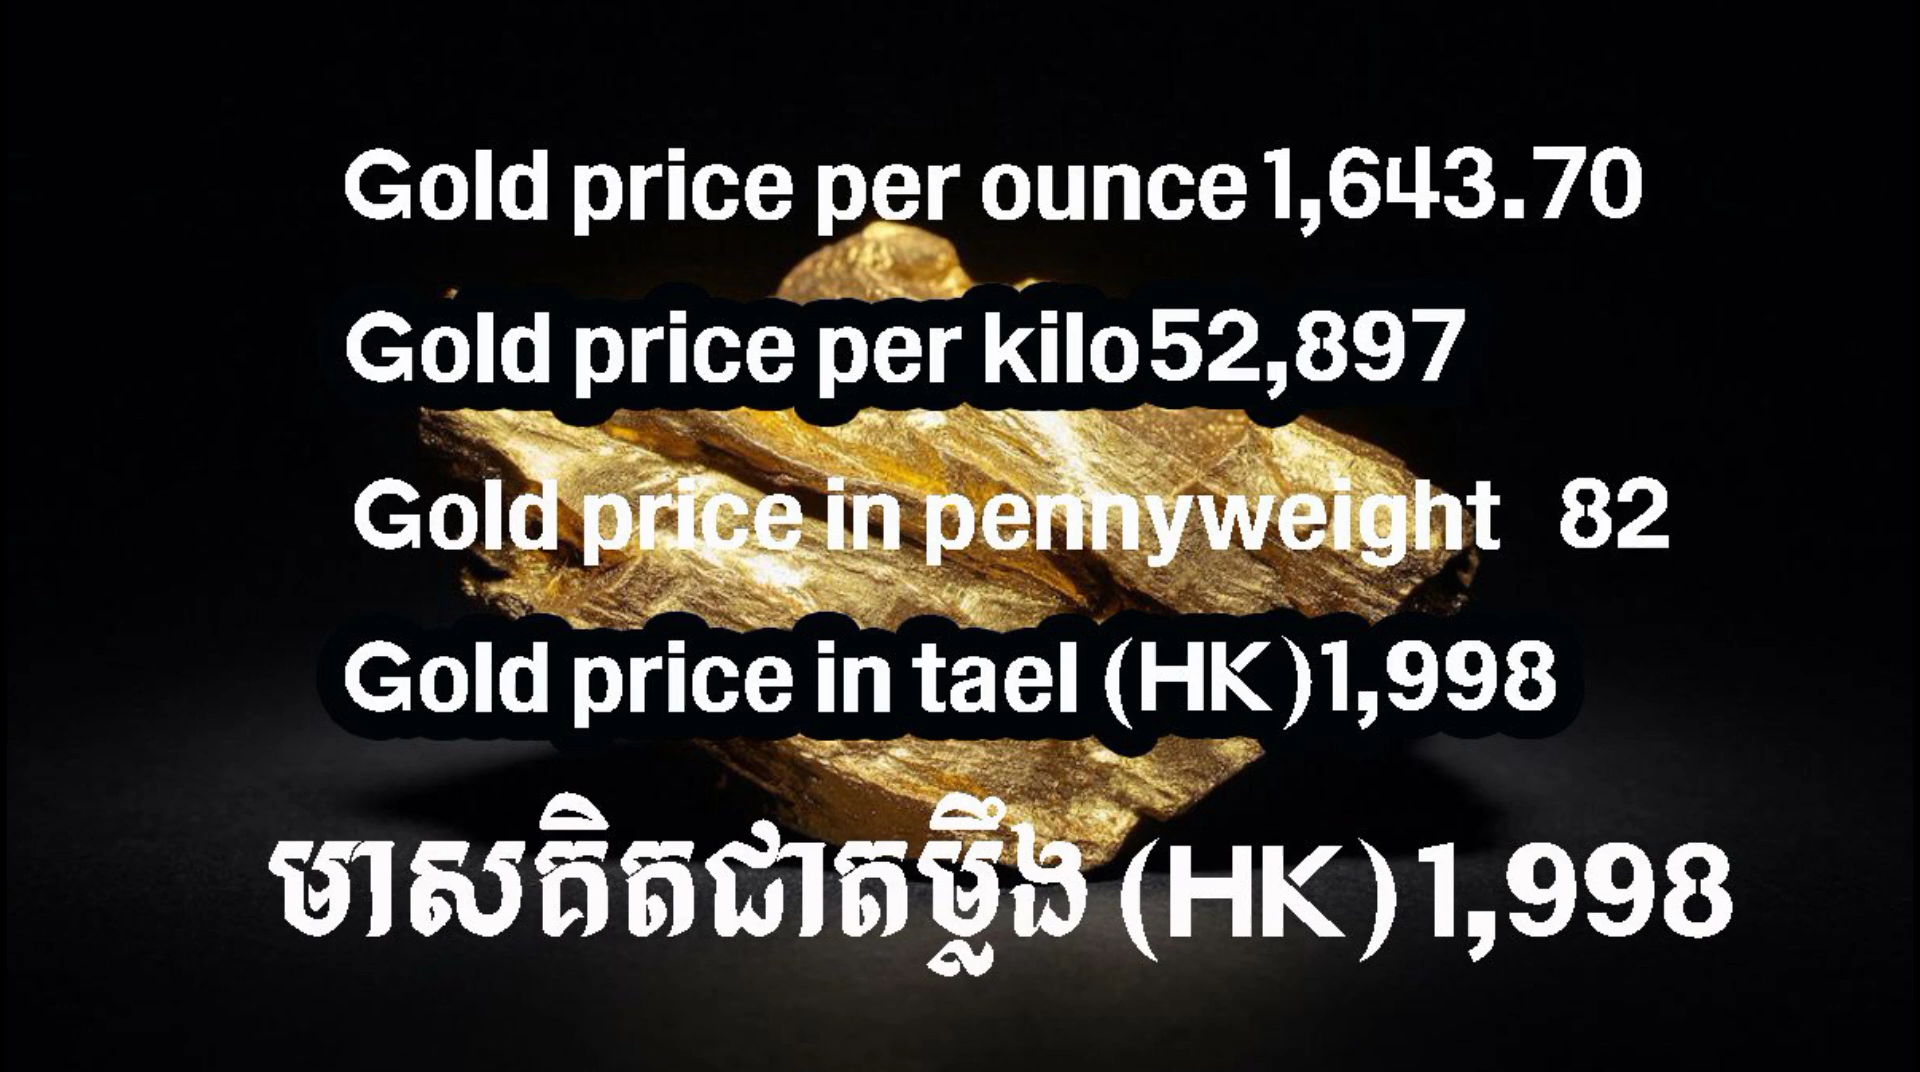 Gold price per ounce 1,643.70
Gold price per kilo 52,897
Gold price in pennyweight 82
Gold price in tael (HK) 1,998
មាសគិតជាតម្លឹង (HK) 1,998